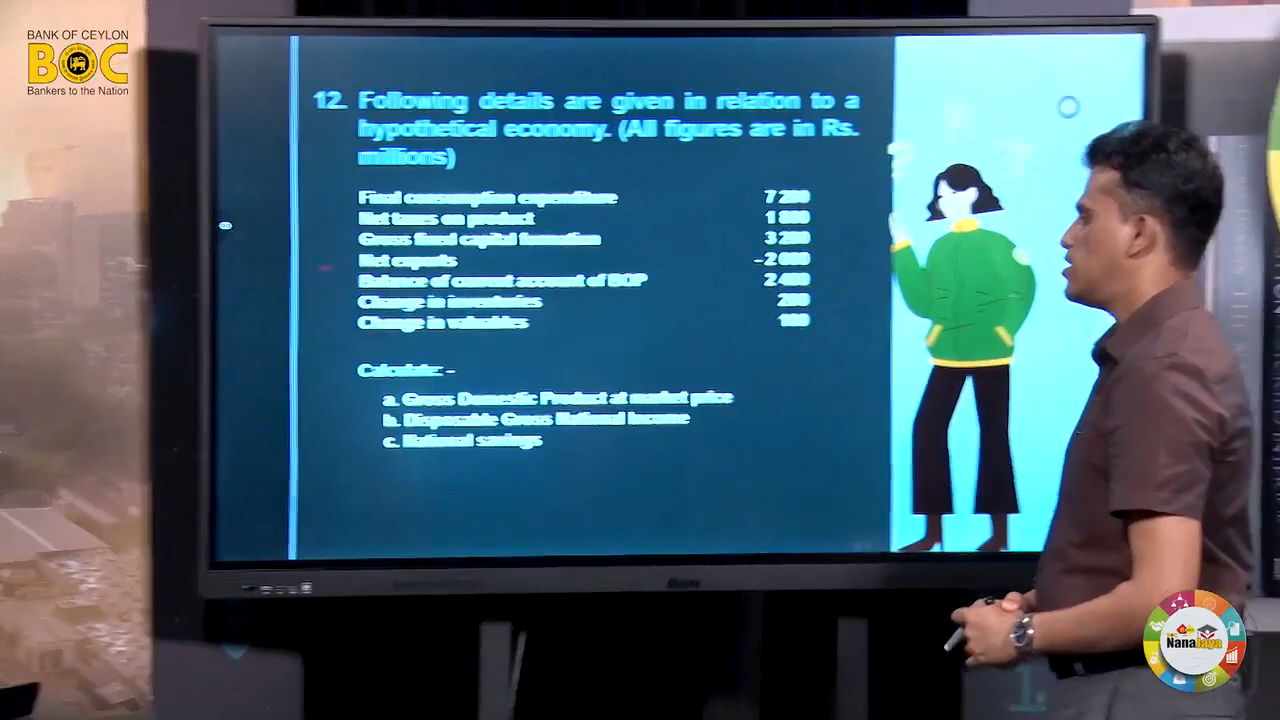 BANK OF CEYLON
BOC
Bankers to the Nation
12. Following details are given in relation to a
hypothetical economy. (All figures are in Rs.
millions)
Final consumption expenditure 7 200
Net taxes on product 1 800
Gross fixed capital formation 3 200
Net exports
Balance of current account of BOP 2 400
Change in inventories 200
Change in valuables 100
Calculate: -
a. Gross Domestic Product at market price
b. Disposable Gross National Income
c. National savings
NanaJaya
1.